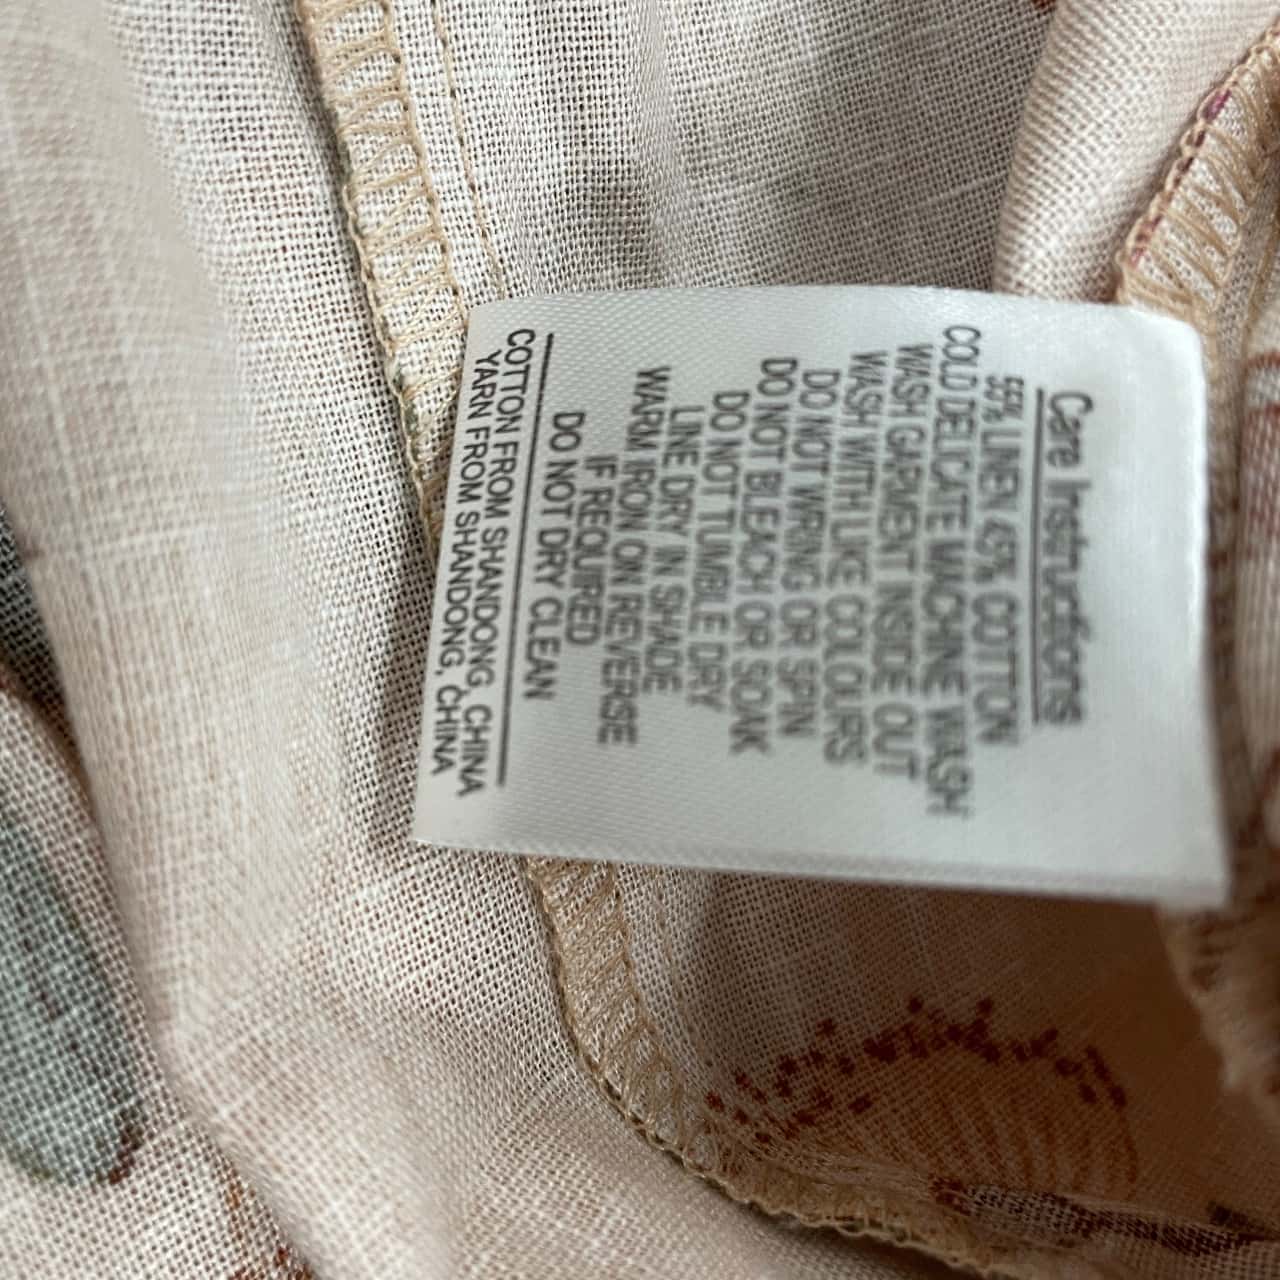 Care Instructions
55% LINEN 45% COTTON
COLD DELICATE MACHINE WASH
WASH GARMENT INSIDE OUT
WASH WITH LIKE COLOURS
DO NOT WRING OR SPIN
DO NOT BLEACH OR SOAK
DO NOT TUMBLE DRY
LINE DRY IN SHADE
WARM IRON ON REVERSE
IF REQUIRED
DO NOT DRY CLEAN
COTTON FROM SHANDONG, CHINA
YARN FROM SHANDONG, CHINA